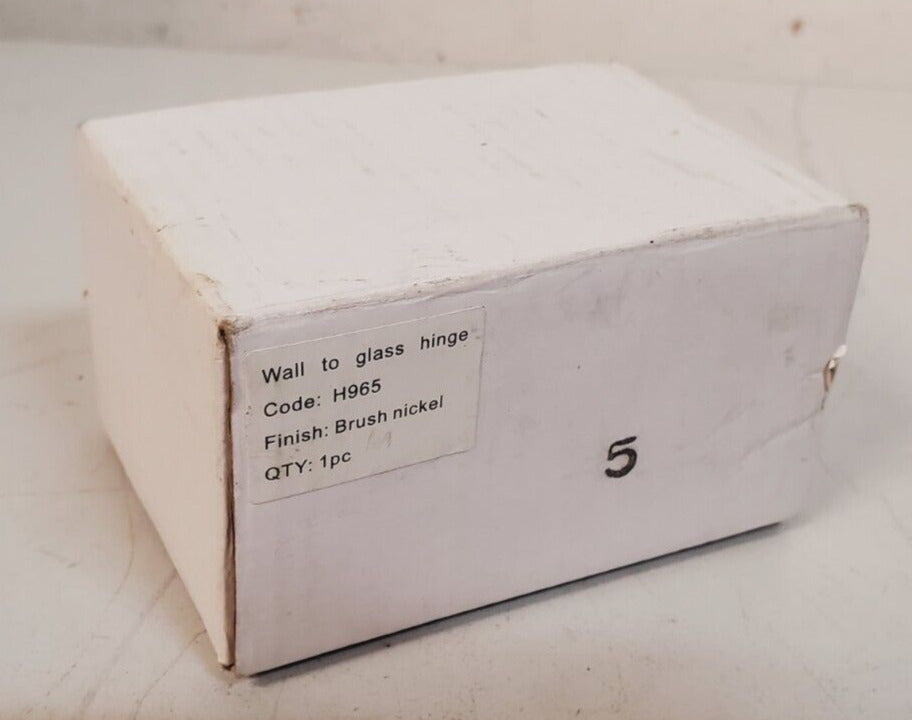 Wall to glass hinge
Code: H965
Finish: Brush nickel
QTY: 1pc
5